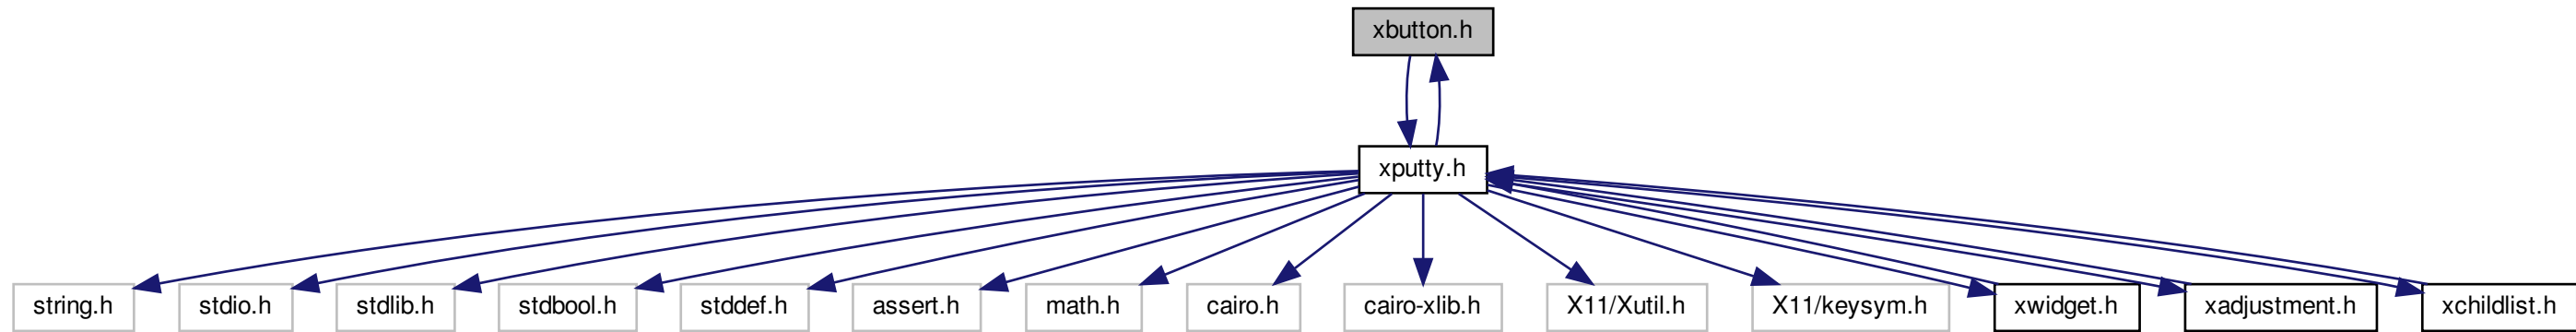 xbutton.h
xputty.h
string.h
stdio.h
stdlib.h
stdbool.h
stddef.h
assert.h
math.h
cairo.h
cairo-xlib.h
X11/Xutil.h
X11/keysym.h
xwidget.h
xadjustment.h
xchildlist.h